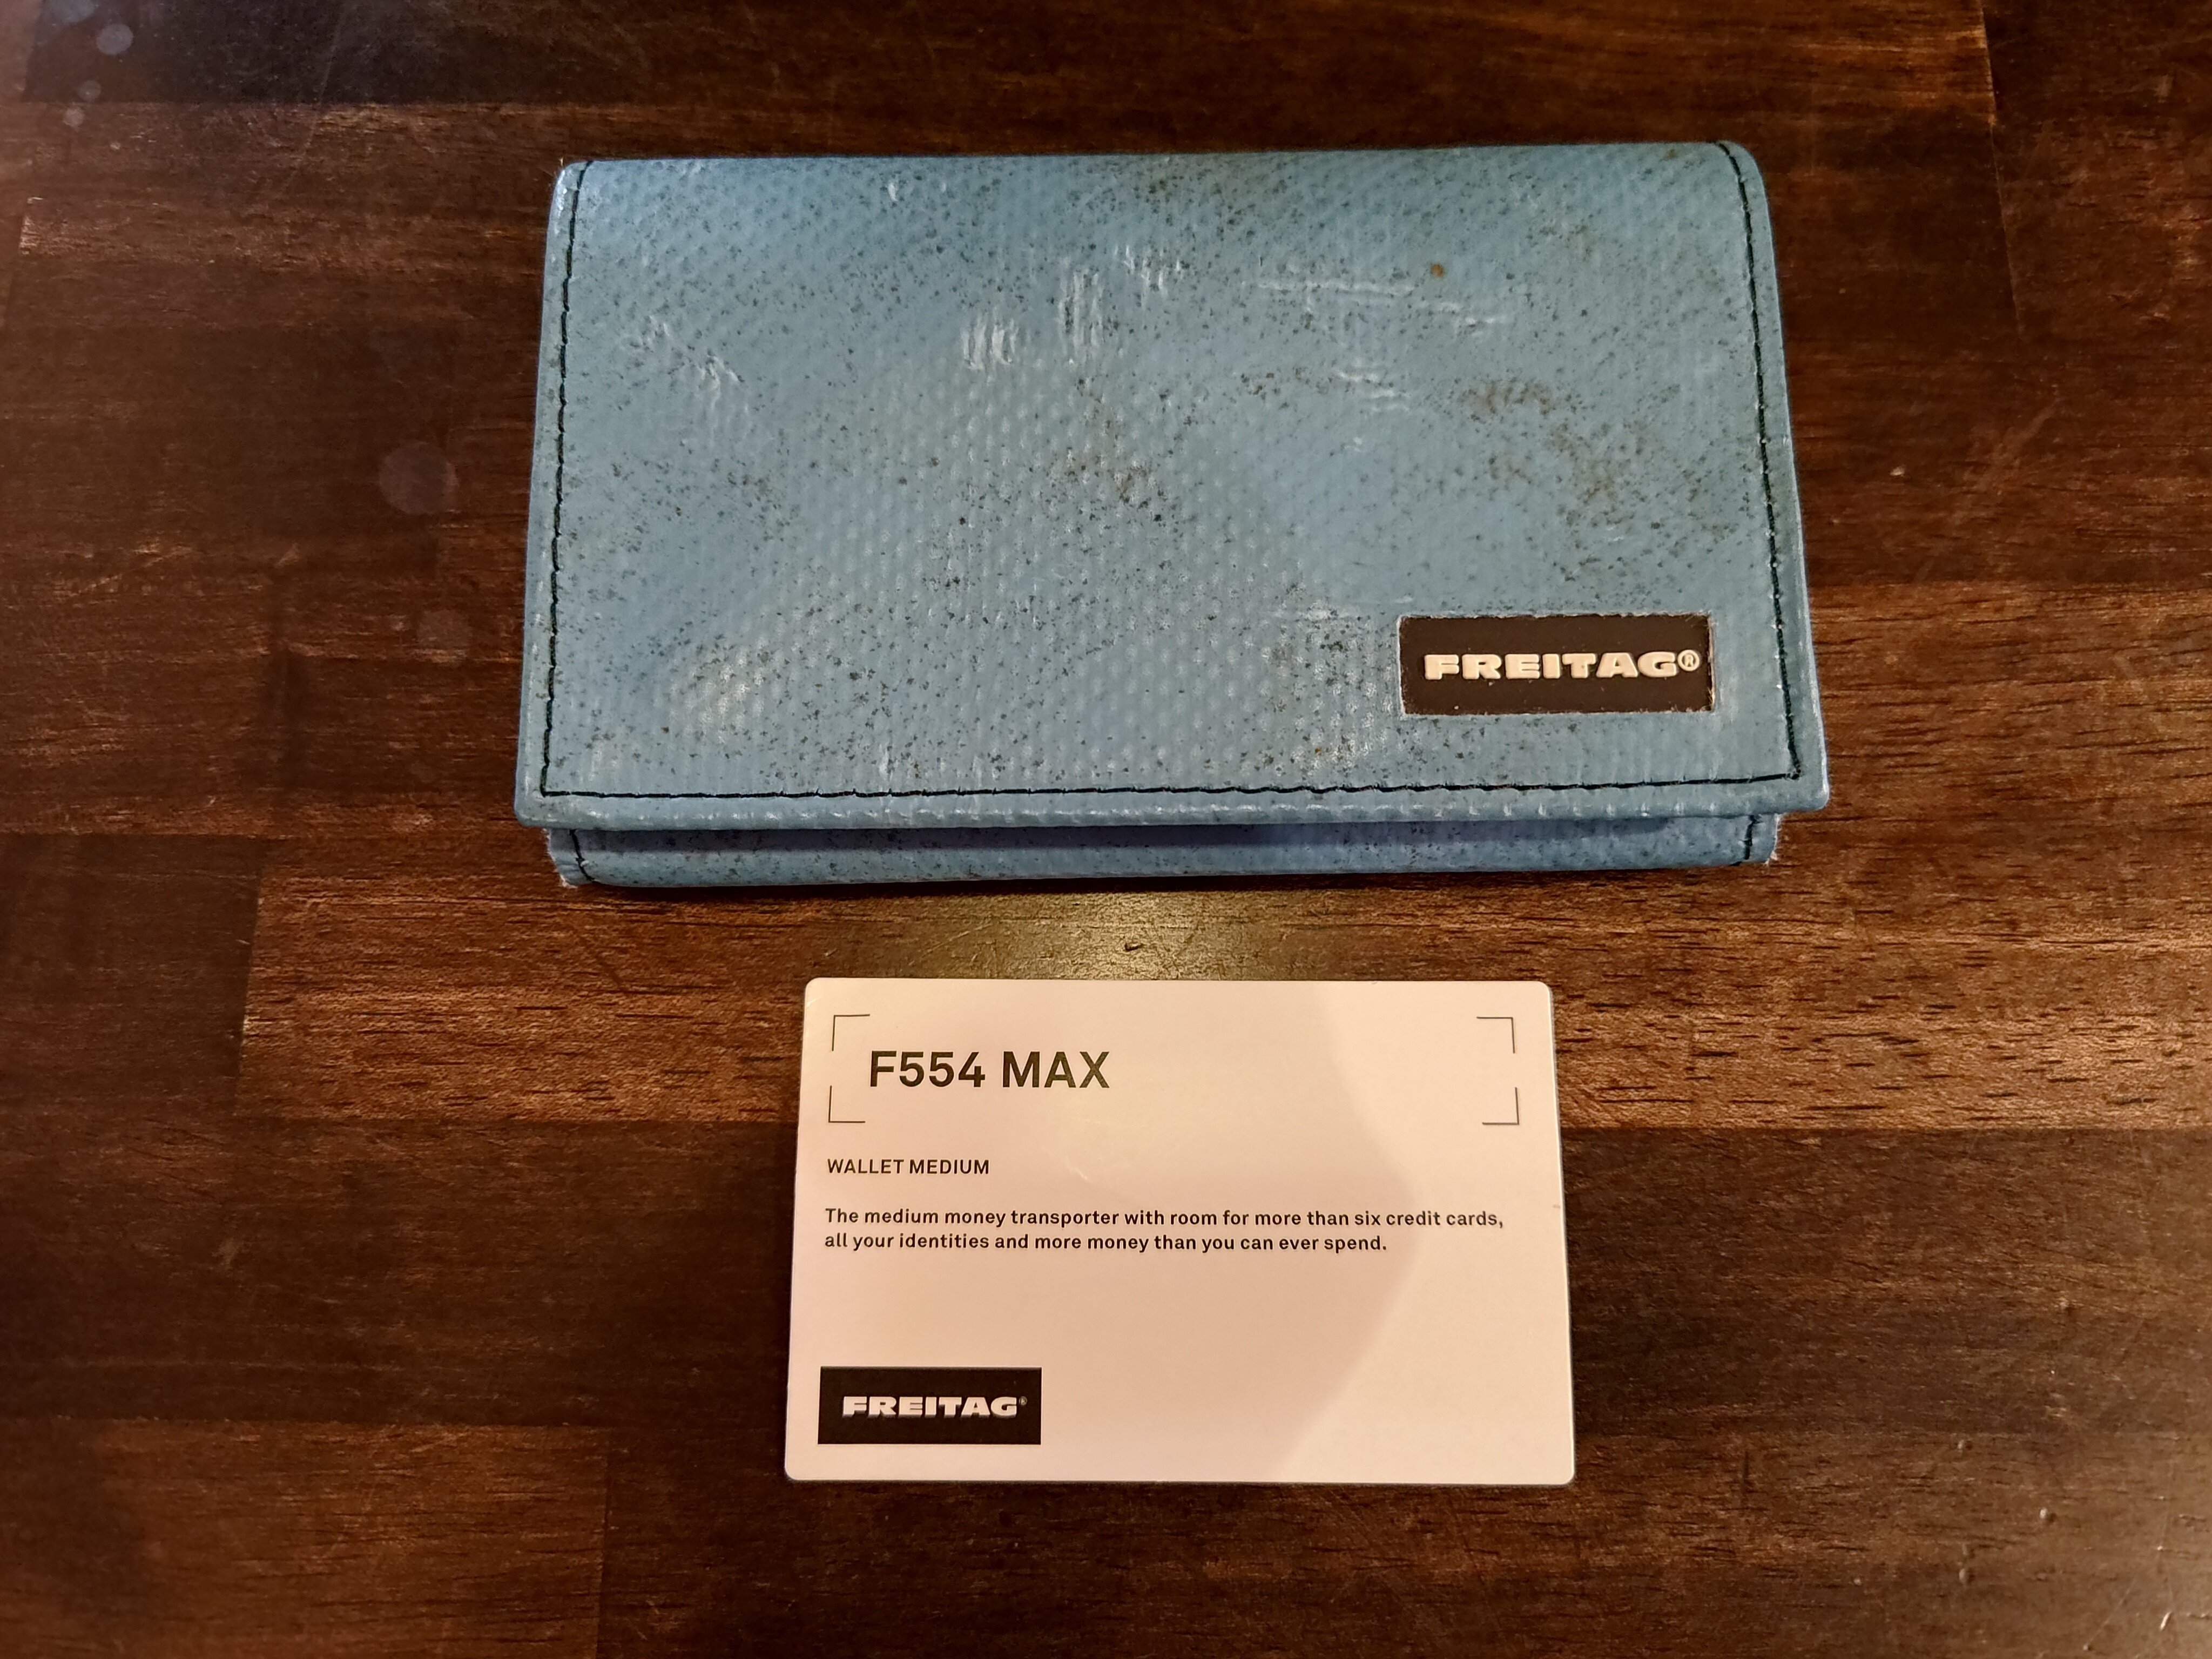 FREITAG®
F554 MAX
WALLET MEDIUM
The medium money transporter with room for more than six credit cards,
all your identities and more money than you can ever spend.
FREITAG®